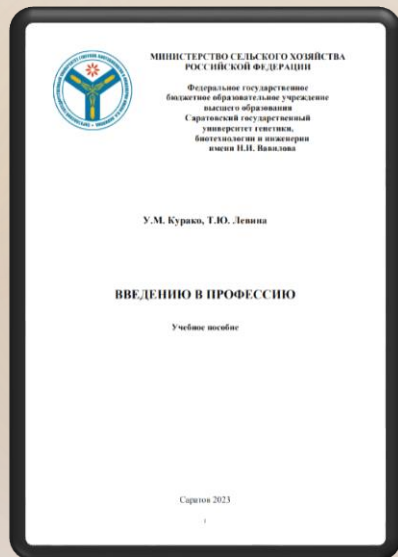 МИНИСТЕРСТВО СЕЛЬСКОГО ХОЗЯЙСТВА
РОССИЙСКОЙ ФЕДЕРАЦИИ
Федеральное государственное
бюджетное образовательное учреждение
высшего образования
Саратовский государственный
университет генетики,
биотехнологии и инженерии
имени Н.И. Вавилова
У.М. Курако, Т.Ю. Левина
ВВЕДЕНИЮ В ПРОФЕССИЮ
Учебное пособие
Саратов 2023
1